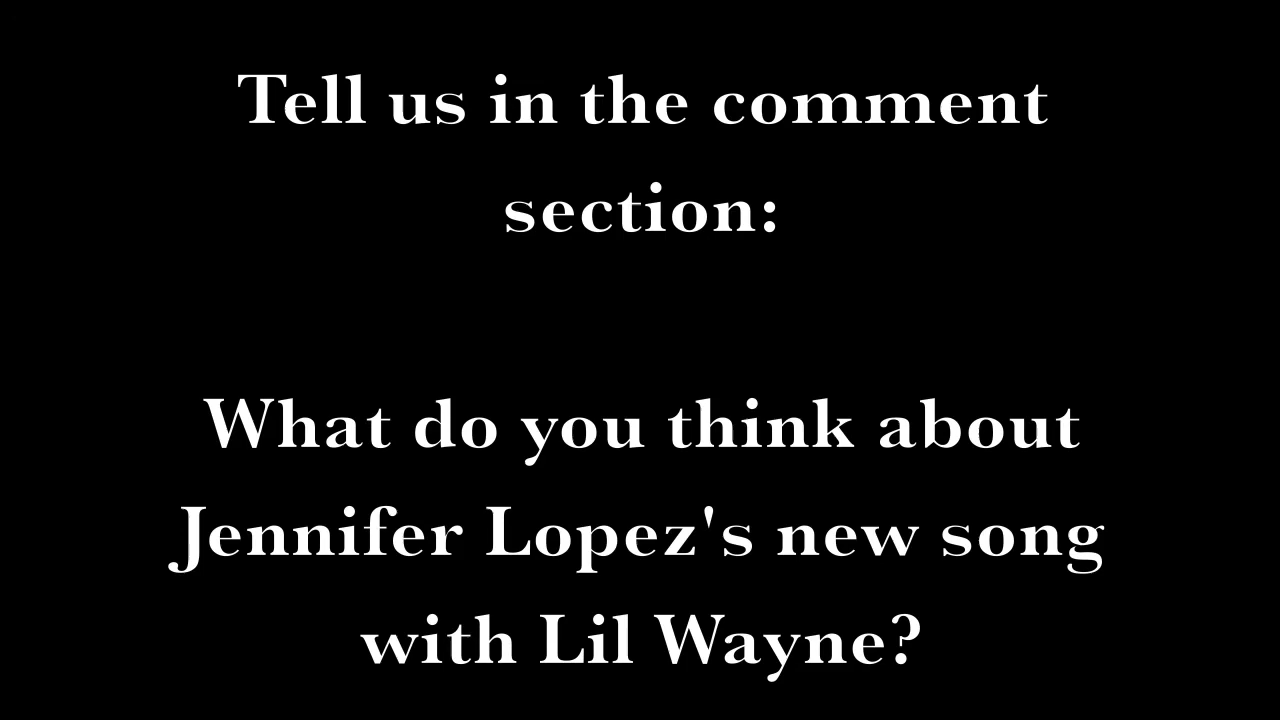 Tell us in the comment
section:
What do you think about
Jennifer Lopez's new song
with Lil Wayne?